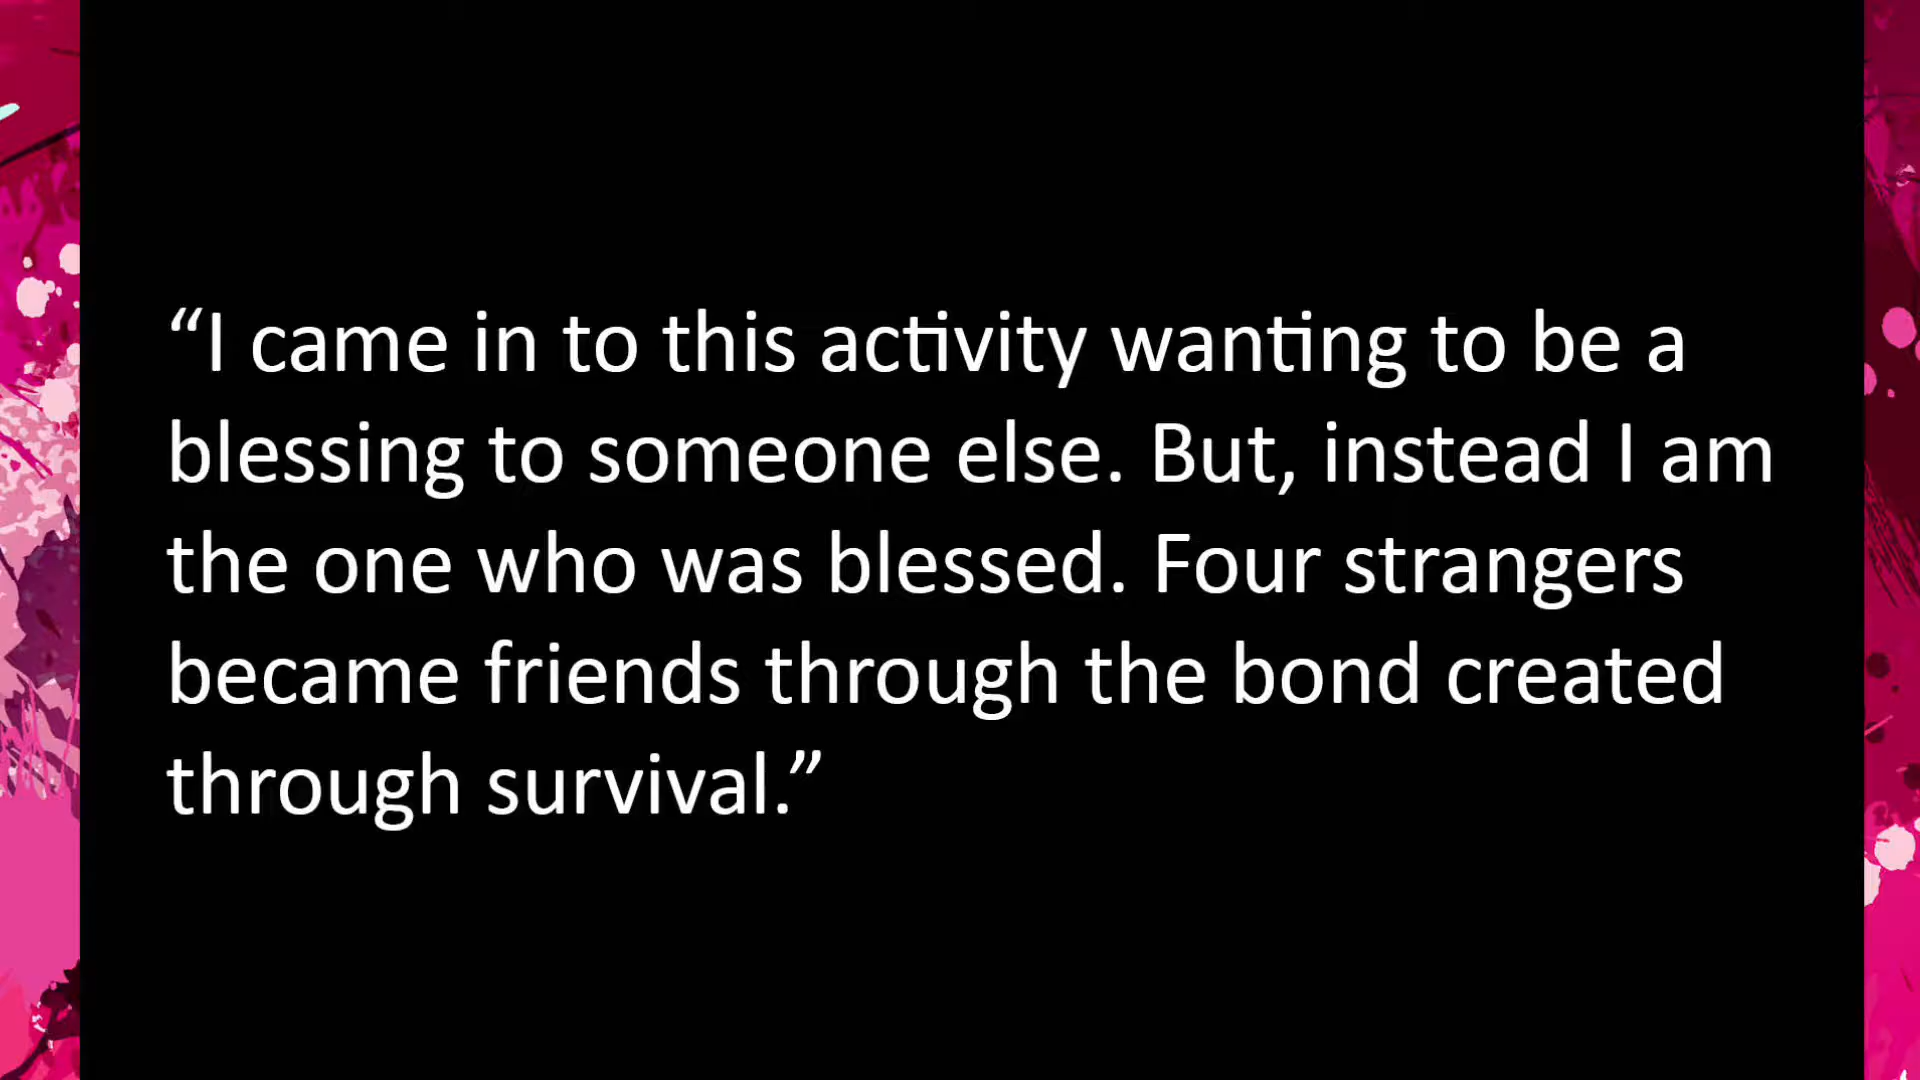 “I came in to this activity wanting to be a
blessing to someone else. But, instead I am
the one who was blessed. Four strangers
became friends through the bond created
through survival.”